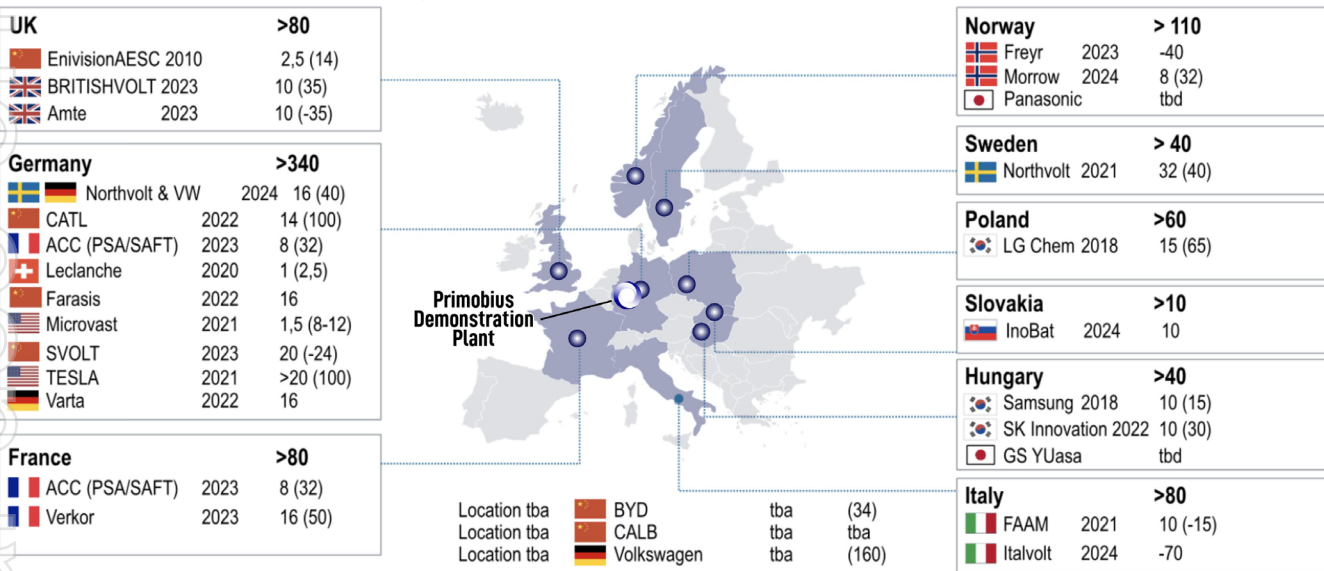 UK >80
EnivisionAESC 2010 2,5 (14)
BRITISHVOLT 2023 10 (35)
Amte 2023 10 (-35)
Germany >340
Northvolt & VW 2024 16 (40)
CATL 2022 14 (100)
ACC (PSA/SAFT) 2023 8 (32)
Leclanche 2020 1 (2,5)
Farasis 2022 16
Microvast 2021 1,5 (8-12)
SVOLT 2023 20 (-24)
TESLA 2021 >20 (100)
Varta 2022 16
France >80
ACC (PSA/SAFT) 2023 8 (32)
Verkor 2023 16 (50)
Primobius
Demonstration
Plant
Location tba BYD tba (34)
Location tba CALB tba tba
Location tba Volkswagen tba (160)
Norway > 110
Freyr 2023 -40
Morrow 2024 8 (32)
Panasonic tbd
Sweden > 40
Northvolt 2021 32 (40)
Poland >60
LG Chem 2018 15 (65)
Slovakia >10
InoBat 2024 10
Hungary >40
Samsung 2018 10 (15)
SK Innovation 2022 10 (30)
GS YUasa tbd
Italy >80
FAAM 2021 10 (-15)
Italvolt 2024 -70